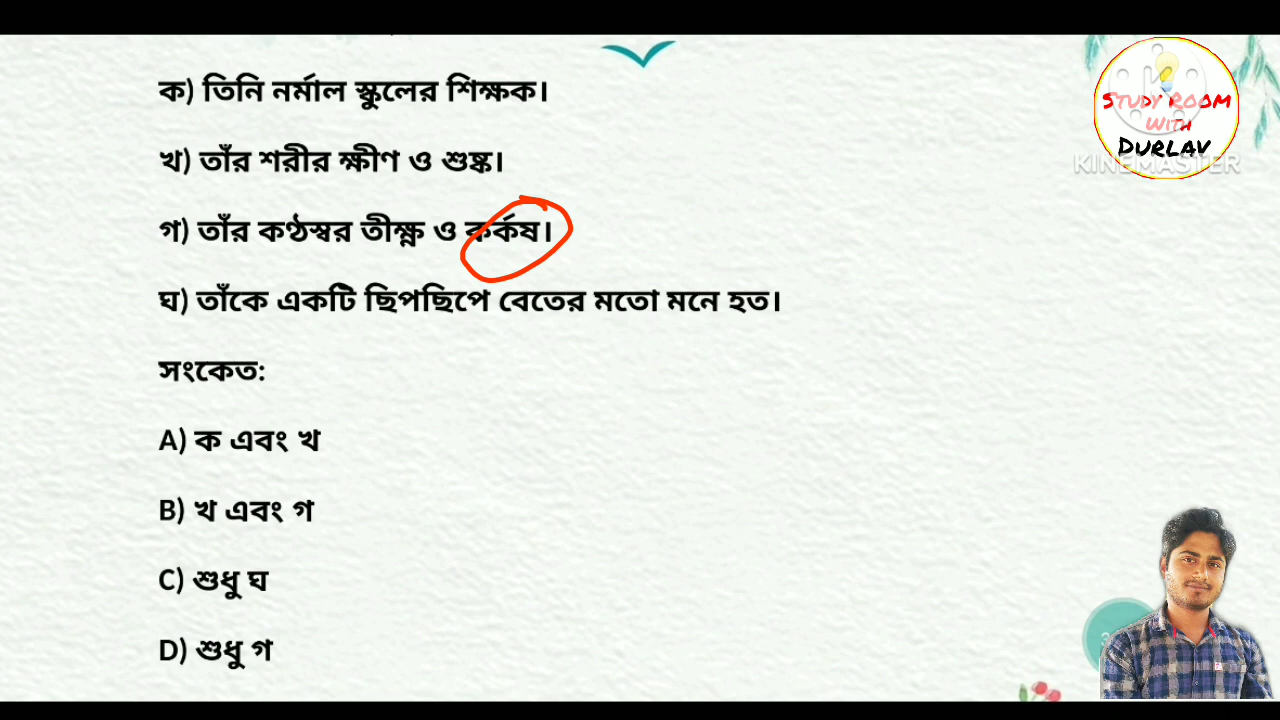 ক) তিনি নর্মাল স্কুলের শিক্ষক।
খ) তাঁর শরীর ক্ষীণ ও শুষ্ক।
গ) তাঁর কণ্ঠস্বর তীক্ষ্ণ ও কর্কষ।
ঘ) তাঁকে একটি ছিপছিপে বেতের মতো মনে হত।
সংকেত:
A) ক এবং খ
B) খ এবং গ
C) শুধু ঘ
D) শুধু গ
STUDY ROOM
WITH
DURLAV
KINEMASTER